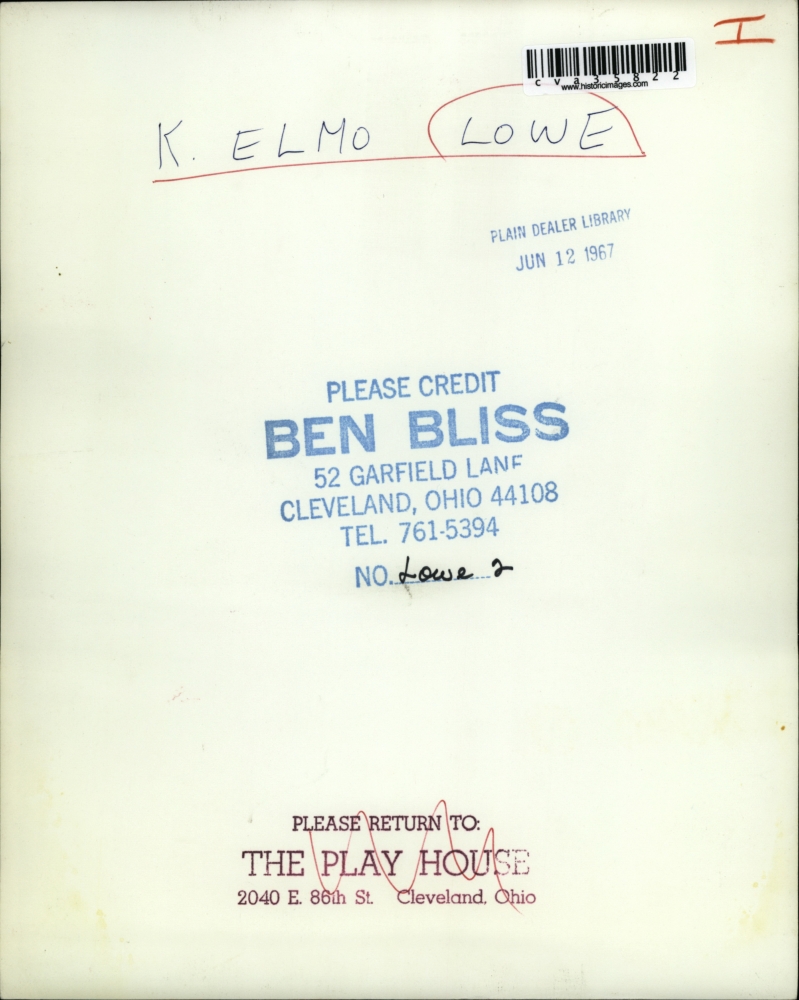 I
cva35822
www.historicimages.com
K. ELMO LOWE
PLAIN DEALER LIBRARY
JUN 12 1967
PLEASE CREDIT
BEN BLISS
52 GARFIELD LANE
CLEVELAND, OHIO 44108
TEL. 761-5394
NO. Lowe 2
PLEASE RETURN TO:
THE PLAY HOUSE
2040 E. 86th St. Cleveland, Ohio